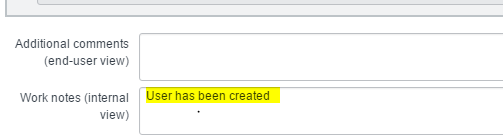 Additional comments
(end-user view)
Work notes (internal
view)
User has been created